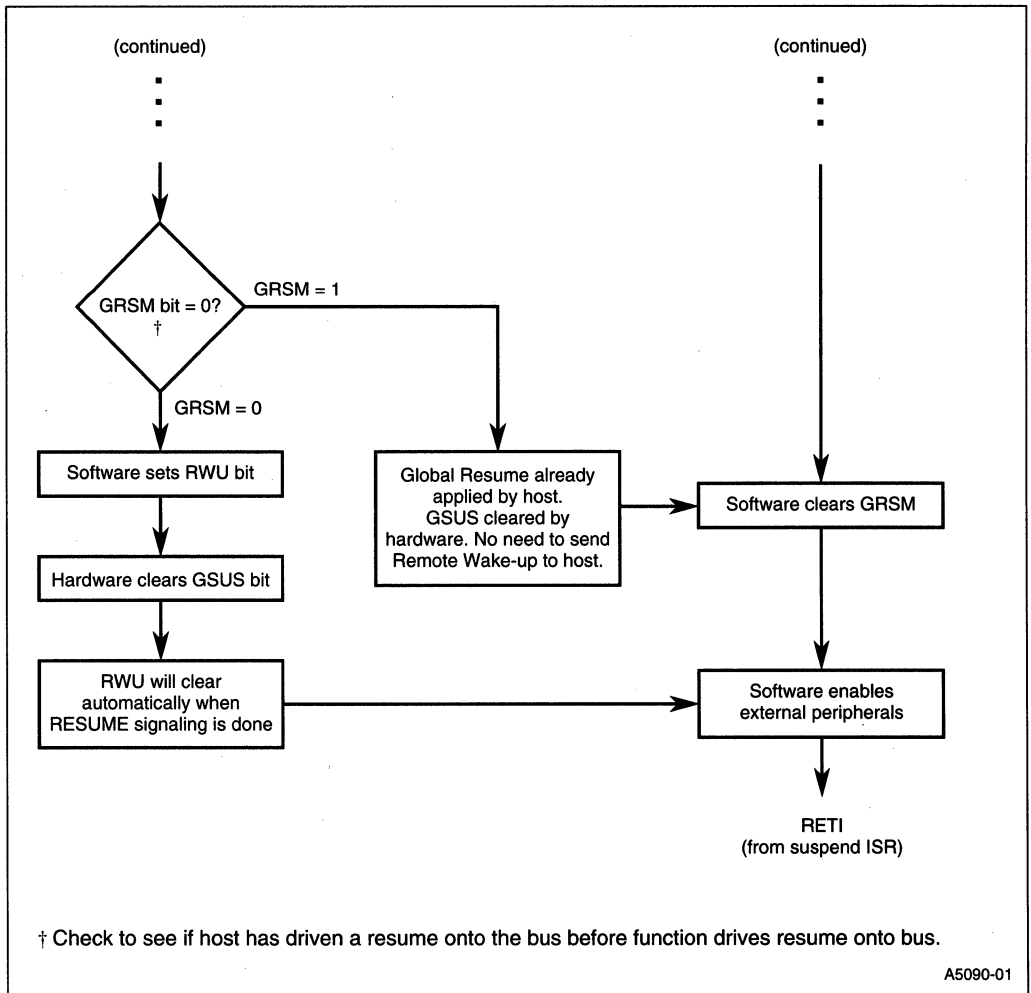 (continued)
(continued)
GRSM bit = 0?
†
GRSM = 1
GRSM = 0
Software sets RWU bit
Hardware clears GSUS bit
RWU will clear
automatically when
RESUME signaling is done
Global Resume already
applied by host.
GSUS cleared by
hardware. No need to send
Remote Wake-up to host.
Software clears GRSM
Software enables
external peripherals
RETI
(from suspend ISR)
† Check to see if host has driven a resume onto the bus before function drives resume onto bus.
A5090-01